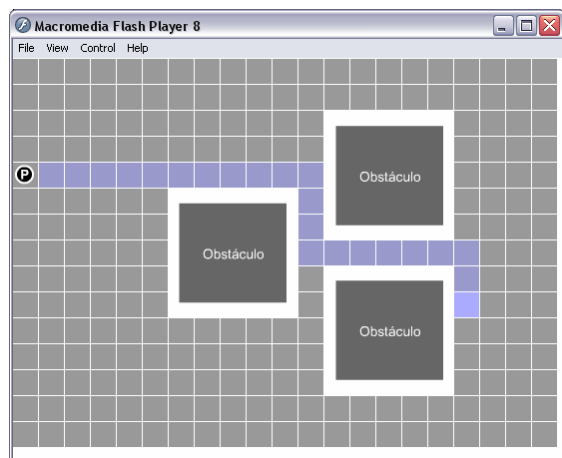 Macromedia Flash Player 8
File View Control Help
Obstáculo
P
Obstáculo
Obstáculo